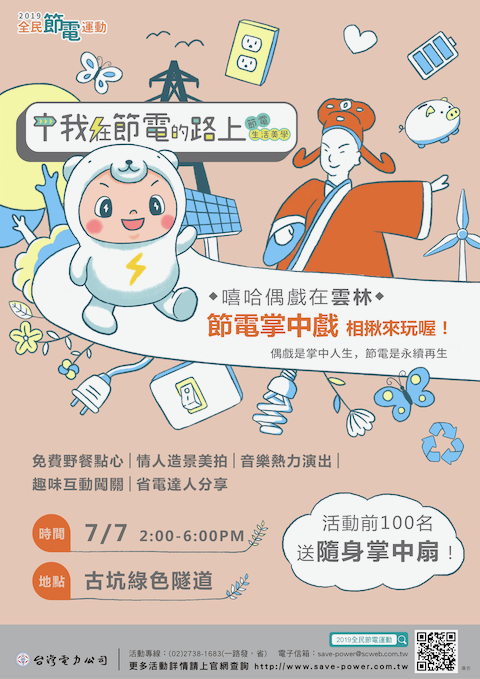 2019
全民節電運動
我在節電的路上
節電
生活美學
嘻哈偶戲在雲林
節電掌中戲 相揪來玩喔！
偶戲是掌中人生，節電是永續再生
免費野餐點心｜情人造景美拍｜音樂熱力演出｜
趣味互動闖關｜省電達人分享
時間 7/7 2:00-6:00PM
地點 古坑綠色隧道
活動前100名
送隨身掌中扇！
2019全民節電運動
台灣電力公司
活動專線：(02)2738-1683(一路發，省) 電子信箱：save-power@scweb.com.tw
更多活動詳情請上官網查詢 http://www.save-power.com.tw